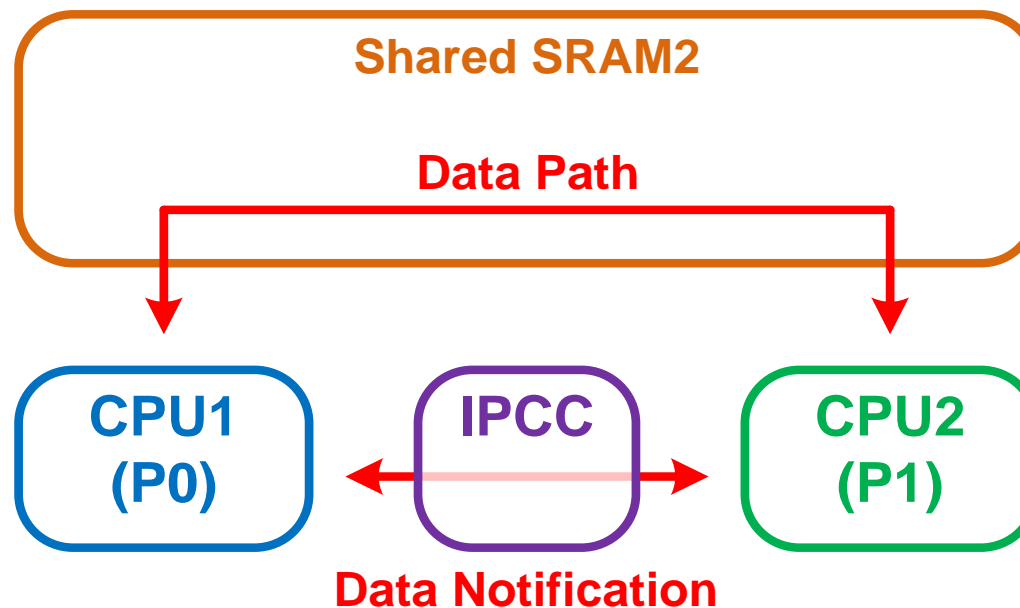 Shared SRAM2
Data Path
CPU1
(P0)
IPCC
CPU2
(P1)
Data Notification